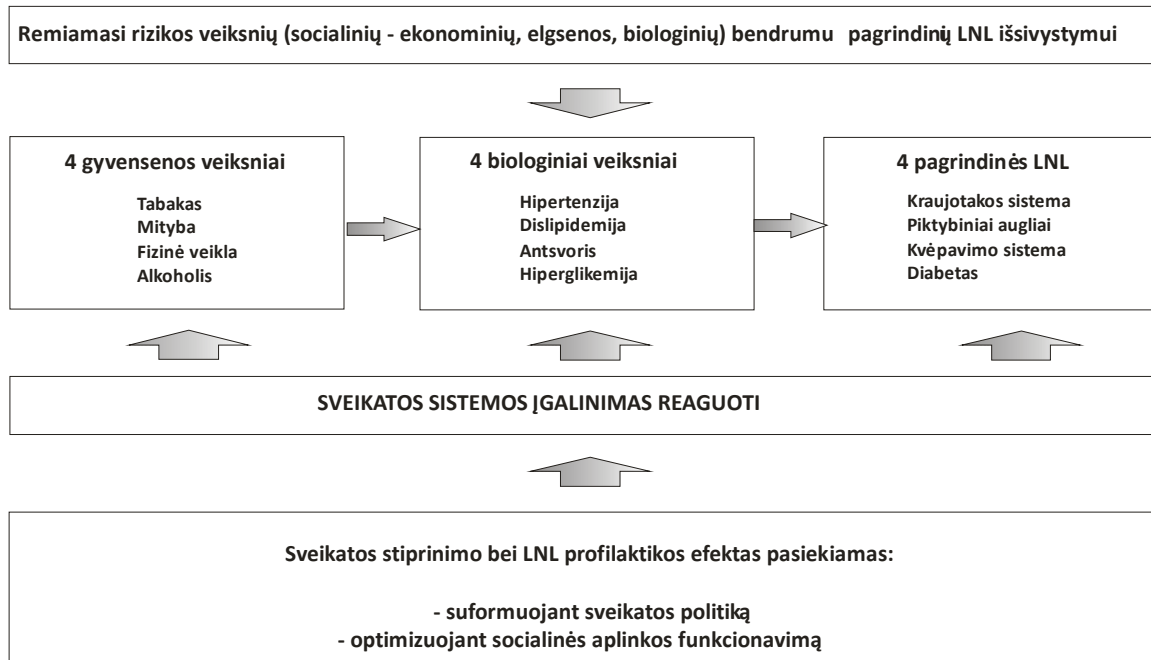 Remiamasi rizikos veiksnių (socialinių - ekonominių, elgsenos, biologinių) bendrumu pagrindinių LNL išsivystymui
4 gyvensenos veiksniai
Tabakas
Mityba
Fizinė veikla
Alkoholis
4 biologiniai veiksniai
Hipertenzija
Dislipidemija
Antsvoris
Hiperglikemija
4 pagrindinės LNL
Kraujotakos sistema
Piktybiniai augliai
Kvėpavimo sistema
Diabetas
SVEIKATOS SISTEMOS ĮGALINIMAS REAGUOTI
Sveikatos stiprinimo bei LNL profilaktikos efektas pasiekiamas:
- suformuojant sveikatos politiką
- optimizuojant socialinės aplinkos funkcionavimą